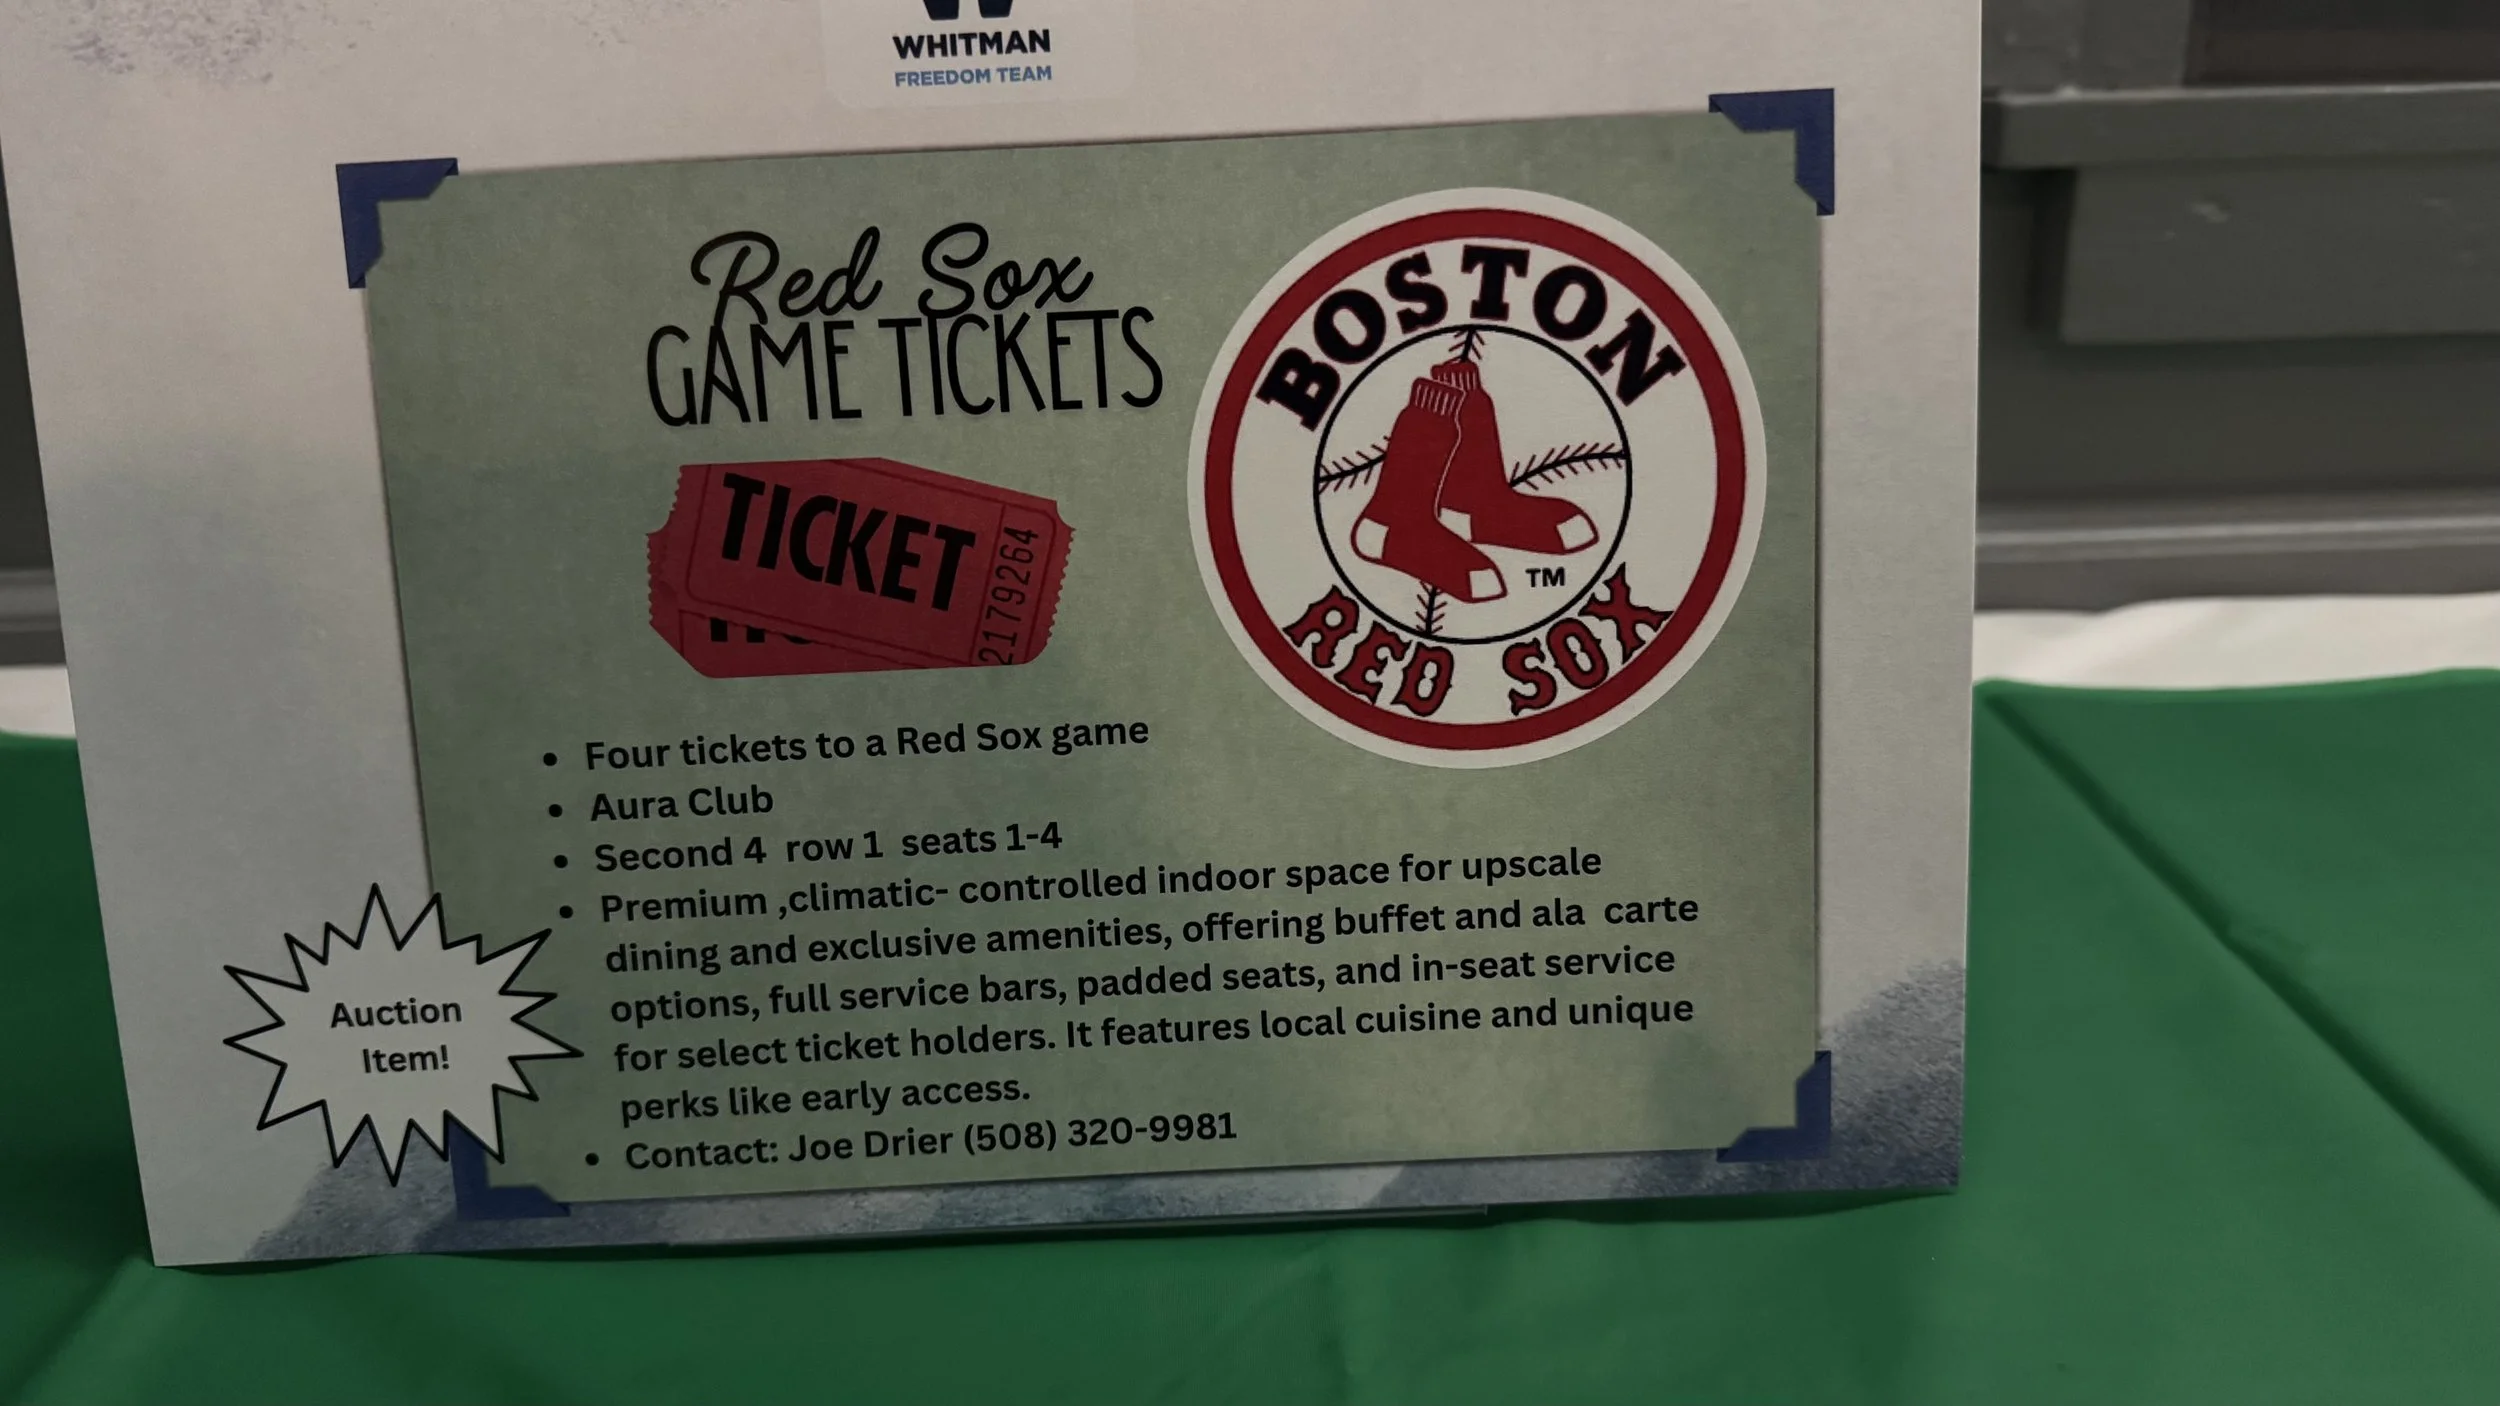 WHITMAN
FREEDOM TEAM
Red Sox
GAME TICKETS
BOSTON
RED SOX
TM
TICKET
2179264
• Four tickets to a Red Sox game
• Aura Club
• Second 4 row 1 seats 1-4
• Premium ,climatic- controlled indoor space for upscale
dining and exclusive amenities, offering buffet and ala carte
options, full service bars, padded seats, and in-seat service
for select ticket holders. It features local cuisine and unique
perks like early access.
• Contact: Joe Drier (508) 320-9981
Auction
Item!